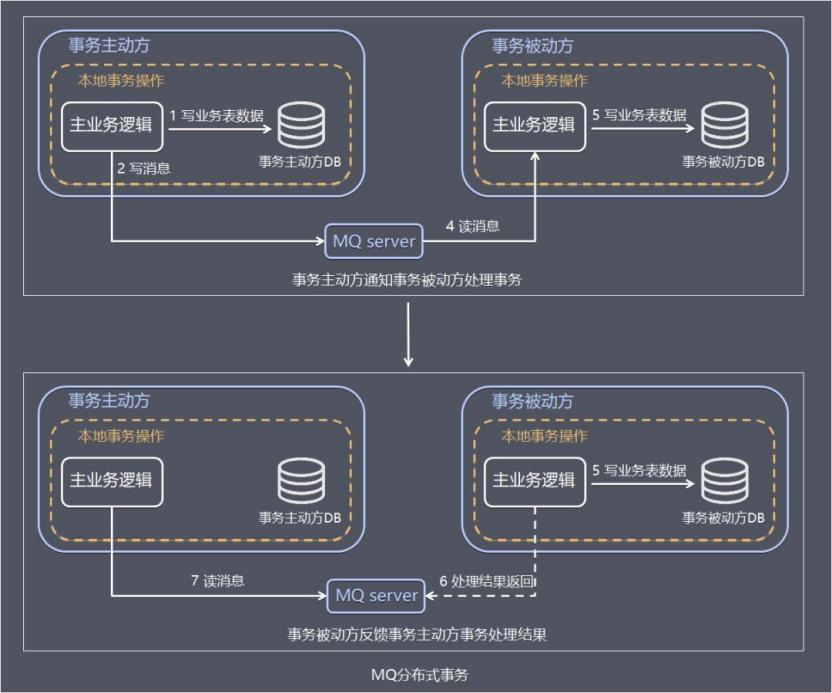 事务主动方
事务被动方
本地事务操作
本地事务操作
主业务逻辑
1 写业务表数据
主业务逻辑
5 写业务表数据
事务主动方DB
事务被动方DB
2 写消息
4 读消息
MQ server
事务主动方通知事务被动方处理事务
事务主动方
事务被动方
本地事务操作
本地事务操作
主业务逻辑
主业务逻辑
5 写业务表数据
事务主动方DB
事务被动方DB
7 读消息
6 处理结果返回
MQ server
事务被动方反馈事务主动方事务处理结果
MQ分布式事务